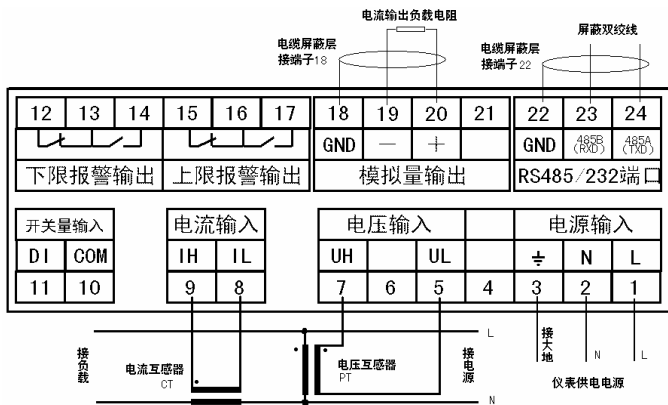 电流输出负载电阻
电缆屏蔽层
接端子18
屏蔽双绞线
电缆屏蔽层
接端子22
12 13 14 15 16 17 18 19 20 21 22 23 24
GND — + GND 485B (RXD) 485A (TXD)
下限报警输出 上限报警输出 模拟量输出 RS485/232端口
开关量输入 电流输入 电压输入 电源输入
DI COM IH IL UH UL ⏚ N L
11 10 9 8 7 6 5 4 3 2 1
接负载
电流互感器
CT
电压互感器
PT
接电源
L
N
接大地
N
L
仪表供电电源